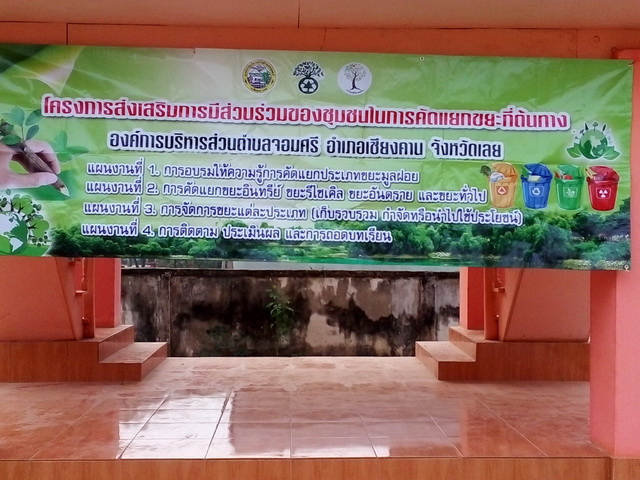 โครงการส่งเสริมการมีส่วนร่วมของชุมชนในการคัดแยกขยะที่ต้นทาง
องค์การบริหารส่วนตำบลจอมศรี อำเภอเชียงคาน จังหวัดเลย
แผนงานที่ 1. การอบรมให้ความรู้การคัดแยกประเภทขยะมูลฝอย
แผนงานที่ 2. การคัดแยกขยะอินทรีย์ ขยะรีไซเคิล ขยะอันตราย และขยะทั่วไป
แผนงานที่ 3. การจัดการขยะแต่ละประเภท (เก็บรวบรวม กำจัดหรือนำไปใช้ประโยชน์)
แผนงานที่ 4. การติดตาม ประเมินผล และการถอดบทเรียน